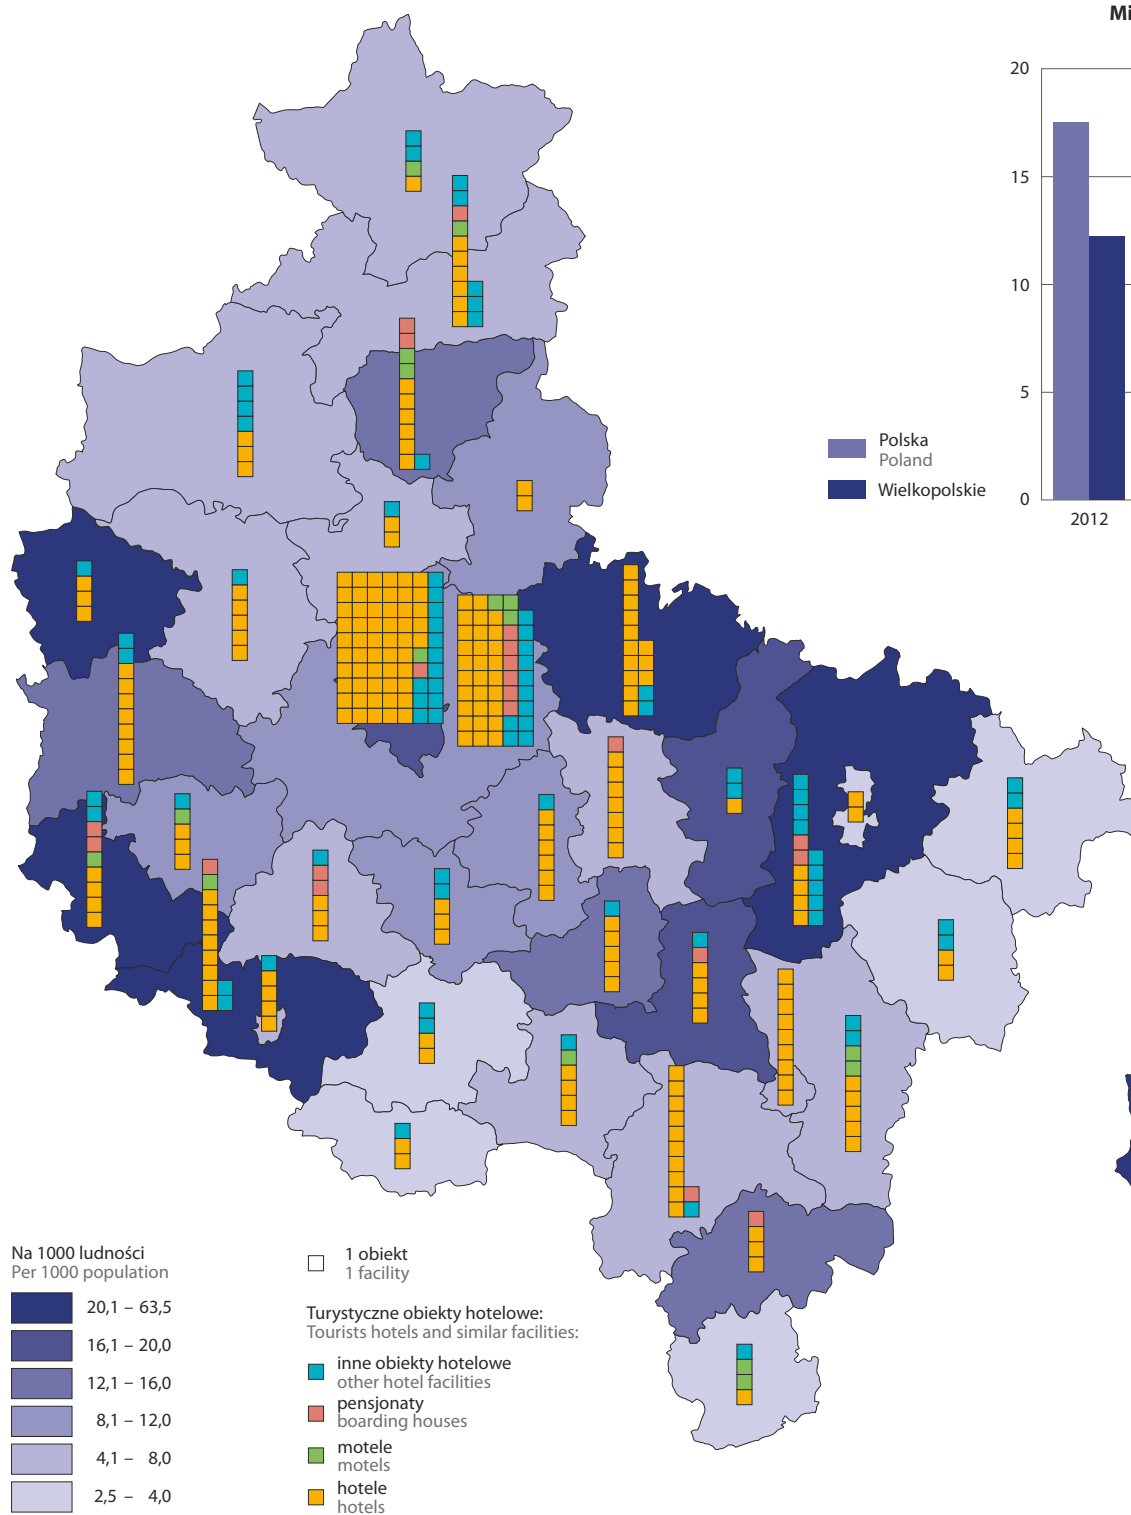 Mi
20
15
10
5
0
2012
Polska
Poland
Wielkopolskie
Na 1000 ludności
Per 1000 population
20,1 – 63,5
16,1 – 20,0
12,1 – 16,0
8,1 – 12,0
4,1 – 8,0
2,5 – 4,0
1 obiekt
1 facility
Turystyczne obiekty hotelowe:
Tourists hotels and similar facilities:
inne obiekty hotelowe
other hotel facilities
pensjonaty
boarding houses
motele
motels
hotele
hotels